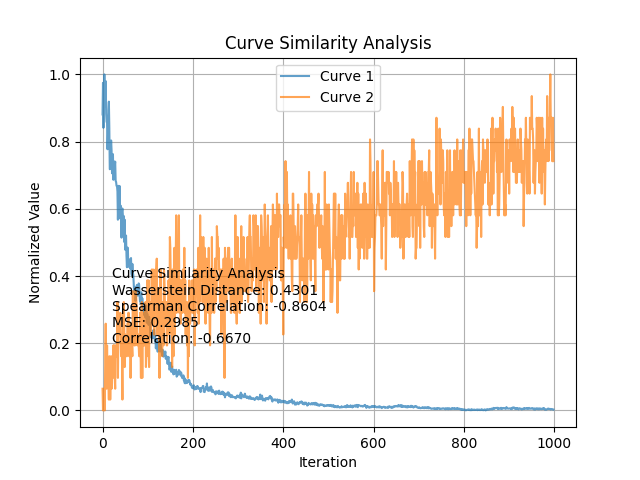 Curve Similarity Analysis
Curve 1
Curve 2
1.0
0.8
0.6
0.4
0.2
0.0
Normalized Value
Curve Similarity Analysis
Wasserstein Distance: 0.4301
Spearman Correlation: -0.8604
MSE: 0.2985
Correlation: -0.6670
0
200
400
600
800
1000
Iteration